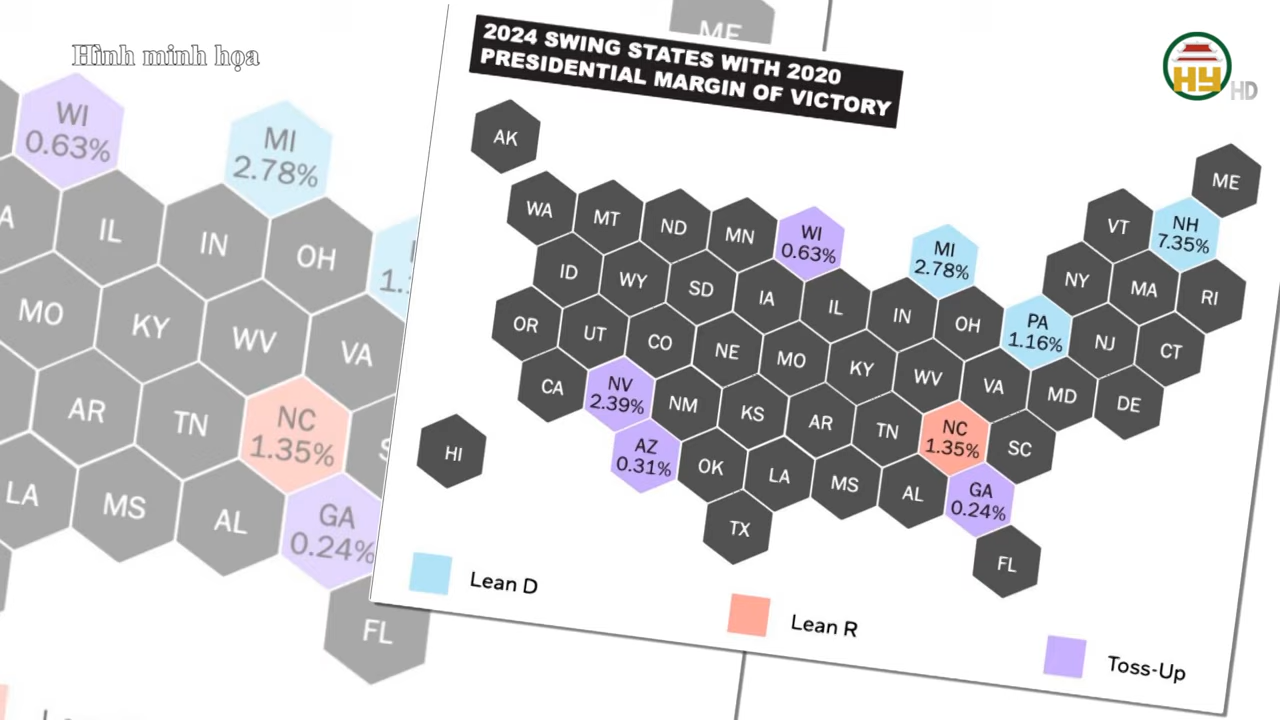 Hình minh họa
HY HD
2024 SWING STATES WITH 2020
PRESIDENTIAL MARGIN OF VICTORY
AK
ME
WA
MT
ND
MN
WI
0.63%
MI
2.78%
VT
NH
7.35%
ID
WY
SD
IA
IL
IN
OH
PA
1.16%
NY
MA
RI
OR
UT
CO
NE
MO
KY
WV
VA
MD
NJ
CT
DE
CA
NV
2.39%
NM
KS
AR
TN
NC
1.35%
SC
HI
AZ
0.31%
OK
LA
MS
AL
GA
0.24%
TX
FL
Lean D
Lean R
Toss-Up
ME
WI
0.63%
MI
2.78%
IL
IN
OH
MO
KY
WV
VA
AR
TN
NC
1.35%
LA
MS
AL
GA
0.24%
FL